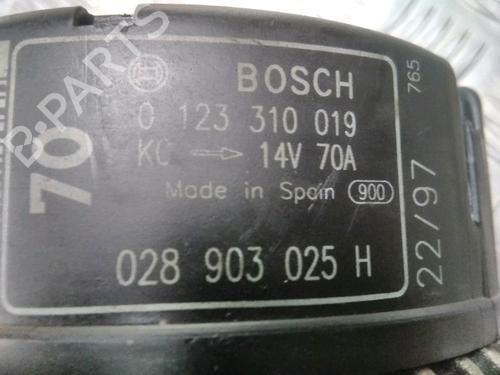 BOSCH
0 123 310 019
KC → 14V 70A
Made in Spain 900
028 903 025 H
70
22/97
765
B-PARTS